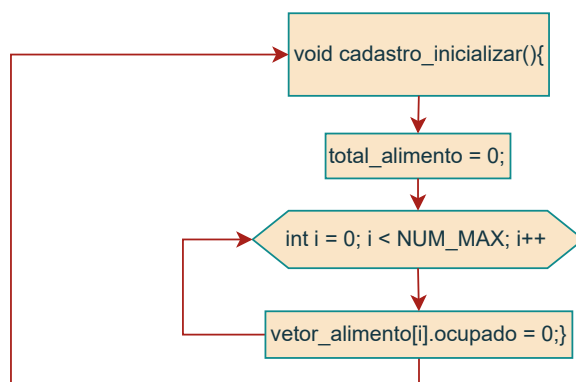 void cadastro_inicializar(){
total_alimento = 0;
int i = 0; i < NUM_MAX; i++
vetor_alimento[i].ocupado = 0;}